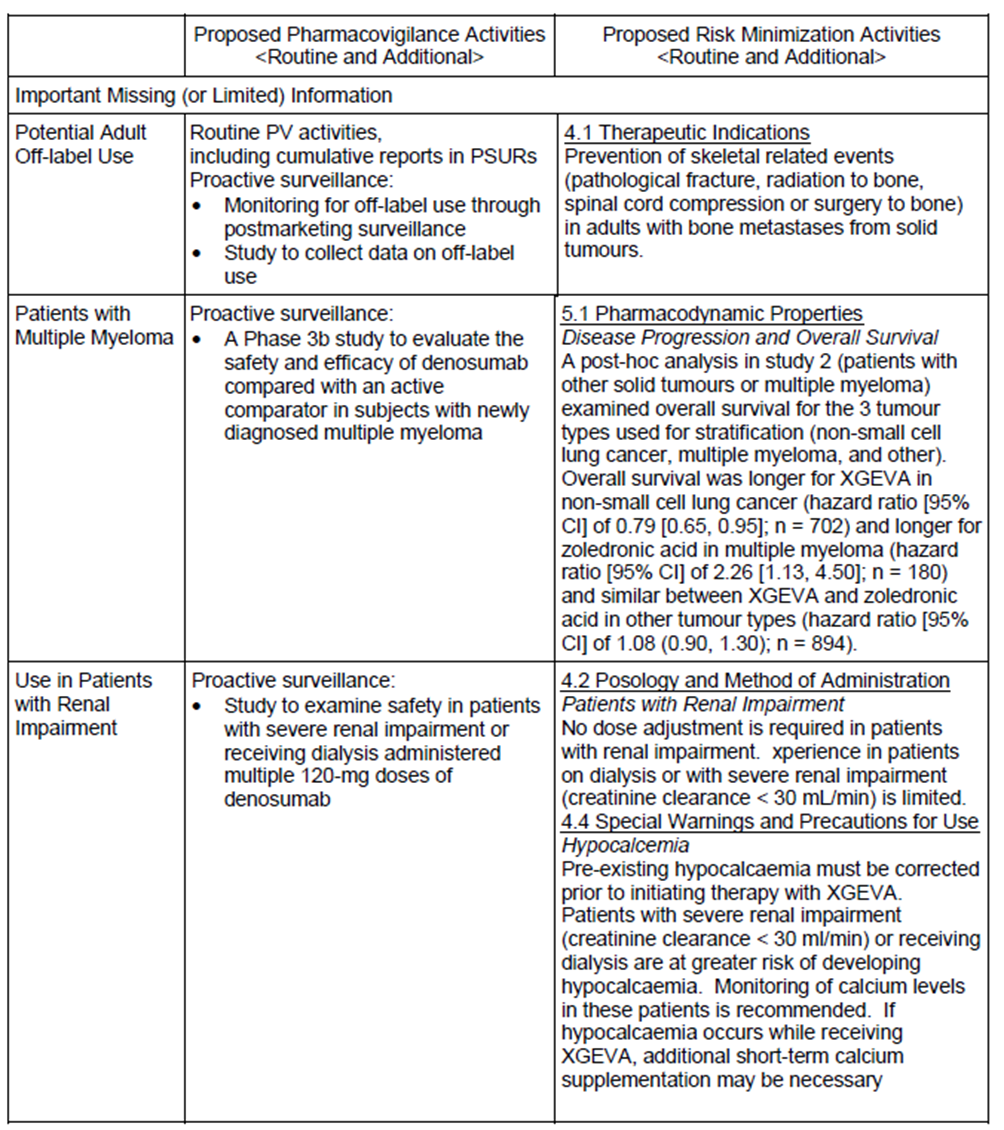 Proposed Pharmacovigilance Activities
<Routine and Additional>
Proposed Risk Minimization Activities
<Routine and Additional>
Important Missing (or Limited) Information
Potential Adult
Off-label Use
Routine PV activities,
including cumulative reports in PSURs
Proactive surveillance:
• Monitoring for off-label use through
postmarketing surveillance
• Study to collect data on off-label
use
4.1 Therapeutic Indications
Prevention of skeletal related events
(pathological fracture, radiation to bone,
spinal cord compression or surgery to bone)
in adults with bone metastases from solid
tumours.
Patients with
Multiple Myeloma
Proactive surveillance:
• A Phase 3b study to evaluate the
safety and efficacy of denosumab
compared with an active
comparator in subjects with newly
diagnosed multiple myeloma
5.1 Pharmacodynamic Properties
Disease Progression and Overall Survival
A post-hoc analysis in study 2 (patients with
other solid tumours or multiple myeloma)
examined overall survival for the 3 tumour
types used for stratification (non-small cell
lung cancer, multiple myeloma, and other).
Overall survival was longer for XGEVA in
non-small cell lung cancer (hazard ratio [95%
CI] of 0.79 [0.65, 0.95]; n = 702) and longer for
zoledronic acid in multiple myeloma (hazard
ratio [95% CI] of 2.26 [1.13, 4.50]; n = 180)
and similar between XGEVA and zoledronic
acid in other tumour types (hazard ratio [95%
CI] of 1.08 (0.90, 1.30); n = 894).
Use in Patients
with Renal
Impairment
Proactive surveillance:
• Study to examine safety in patients
with severe renal impairment or
receiving dialysis administered
multiple 120-mg doses of
denosumab
4.2 Posology and Method of Administration
Patients with Renal Impairment
No dose adjustment is required in patients
with renal impairment.  xperience in patients
on dialysis or with severe renal impairment
(creatinine clearance < 30 mL/min) is limited.
4.4 Special Warnings and Precautions for Use
Hypocalcemia
Pre-existing hypocalcaemia must be corrected
prior to initiating therapy with XGEVA.
Patients with severe renal impairment
(creatinine clearance < 30 ml/min) or receiving
dialysis are at greater risk of developing
hypocalcaemia.  Monitoring of calcium levels
in these patients is recommended.  If
hypocalcaemia occurs while receiving
XGEVA, additional short-term calcium
supplementation may be necessary